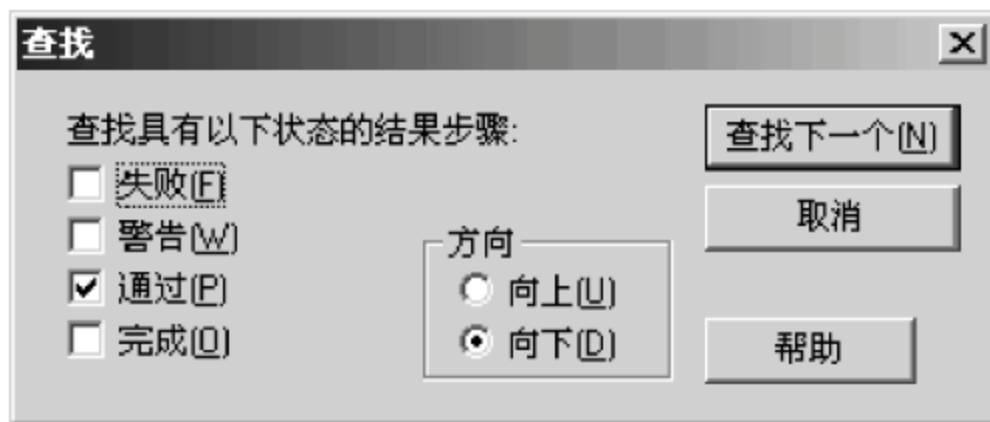 查找
查找具有以下状态的结果步骤:
失败(F)
警告(W)
通过(P)
完成(O)
方向
向上(U)
向下(D)
查找下一个(N)
取消
帮助